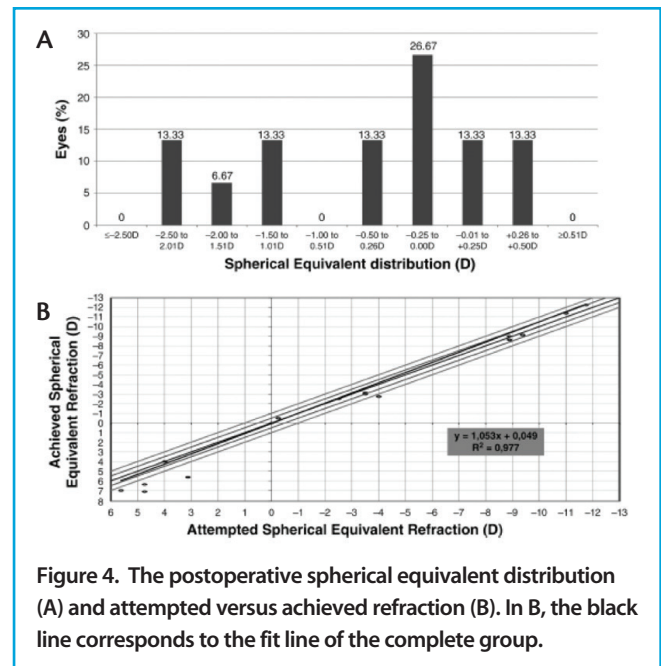 A
30
25
20
15
10
5
0
Eyes (%)
0
13.33
6.67
13.33
0
13.33
26.67
13.33
13.33
0
≤-2.50D
-2.50 to 2.01D
-2.00 to 1.51D
-1.50 to 1.01D
-1.00 to 0.51D
-0.50 to 0.26D
-0.25 to 0.00D
-0.01 to +0.25D
+0.26 to +0.50D
≥0.51D
Spherical Equivalent distribution (D)
B
Achieved Spherical
Equivalent Refraction (D)
-13
-12
-11
-10
-9
-8
-7
-6
-5
-4
-3
-2
-1
0
1
2
3
4
5
6
7
8
y = 1,053x + 0,049
R² = 0,977
6 5 4 3 2 1 0 -1 -2 -3 -4 -5 -6 -7 -8 -9 -10 -11 -12 -13
Attempted Spherical Equivalent Refraction (D)
Figure 4. The postoperative spherical equivalent distribution
(A) and attempted versus achieved refraction (B). In B, the black
line corresponds to the fit line of the complete group.